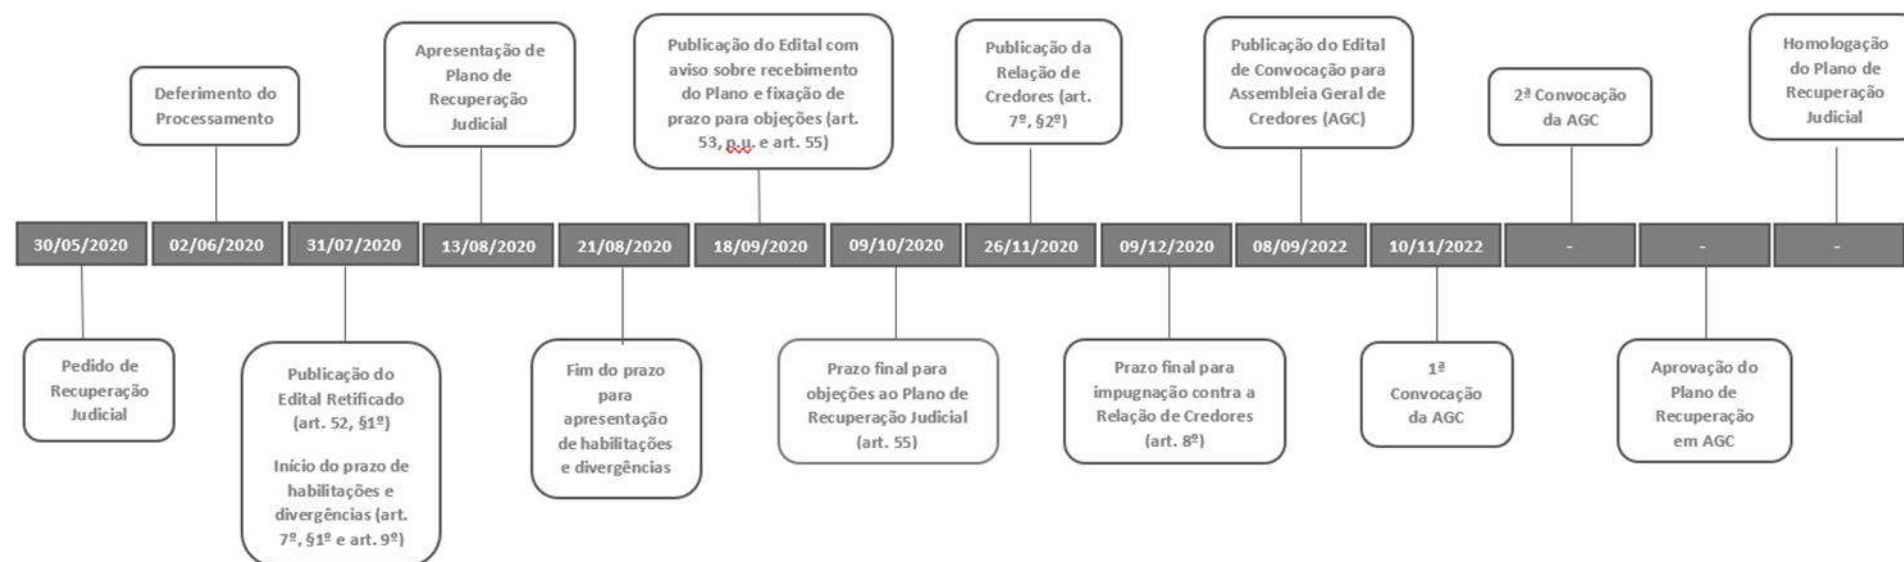 Deferimento do
Processamento
Apresentação de
Plano de
Recuperação
Judicial
Publicação do Edital com
aviso sobre recebimento
do Plano e fixação de
prazo para objeções (art.
53, p.u. e art. 55)
Publicação da
Relação de
Credores (art.
7º, §2º)
Publicação do Edital
de Convocação para
Assembleia Geral de
Credores (AGC)
2ª Convocação
da AGC
Homologação
do Plano de
Recuperação
Judicial
30/05/2020
02/06/2020
31/07/2020
13/08/2020
21/08/2020
18/09/2020
09/10/2020
26/11/2020
09/12/2020
08/09/2022
10/11/2022
-
-
-
Pedido de
Recuperação
Judicial
Publicação do
Edital Retificado
(art. 52, §1º)
Início do prazo de
habilitações e
divergências (art.
7º, §1º e art. 9º)
Fim do prazo
para
apresentação
de habilitações
e divergências
Prazo final para
objeções ao Plano de
Recuperação Judicial
(art. 55)
Prazo final para
impugnação contra a
Relação de Credores
(art. 8º)
1ª
Convocação
da AGC
Aprovação do
Plano de
Recuperação
em AGC